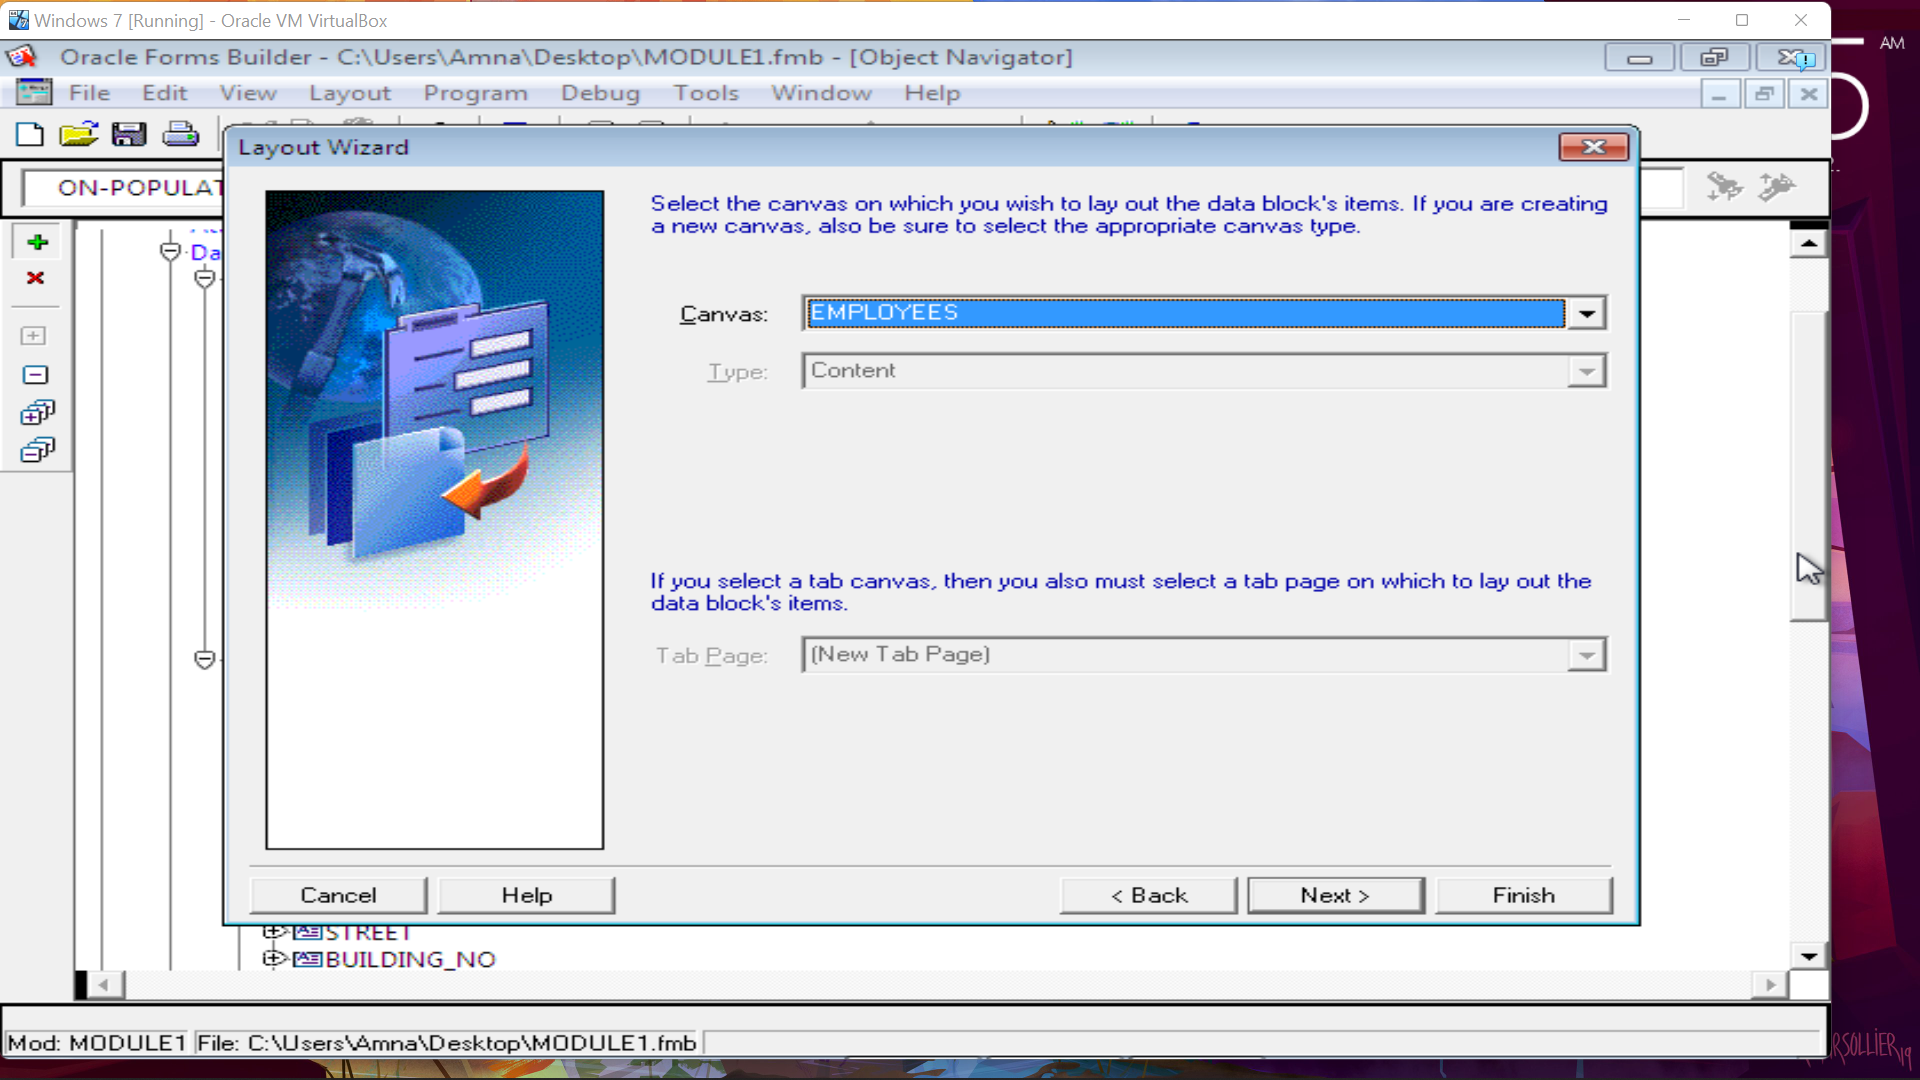 Windows 7 [Running] - Oracle VM VirtualBox
AM
Oracle Forms Builder - C:\Users\Amna\Desktop\MODULE1.fmb - [Object Navigator]
File Edit View Layout Program Debug Tools Window Help
Layout Wizard
ON-POPULAT
Select the canvas on which you wish to lay out the data block's items. If you are creating
a new canvas, also be sure to select the appropriate canvas type.
Da
Canvas: EMPLOYEES
Type: Content
If you select a tab canvas, then you also must select a tab page on which to lay out the
data block's items.
Tab Page: (New Tab Page)
Cancel Help < Back Next > Finish
STREET
BUILDING_NO
Mod: MODULE1 File: C:\Users\Amna\Desktop\MODULE1.fmb
RSOLLIER 19